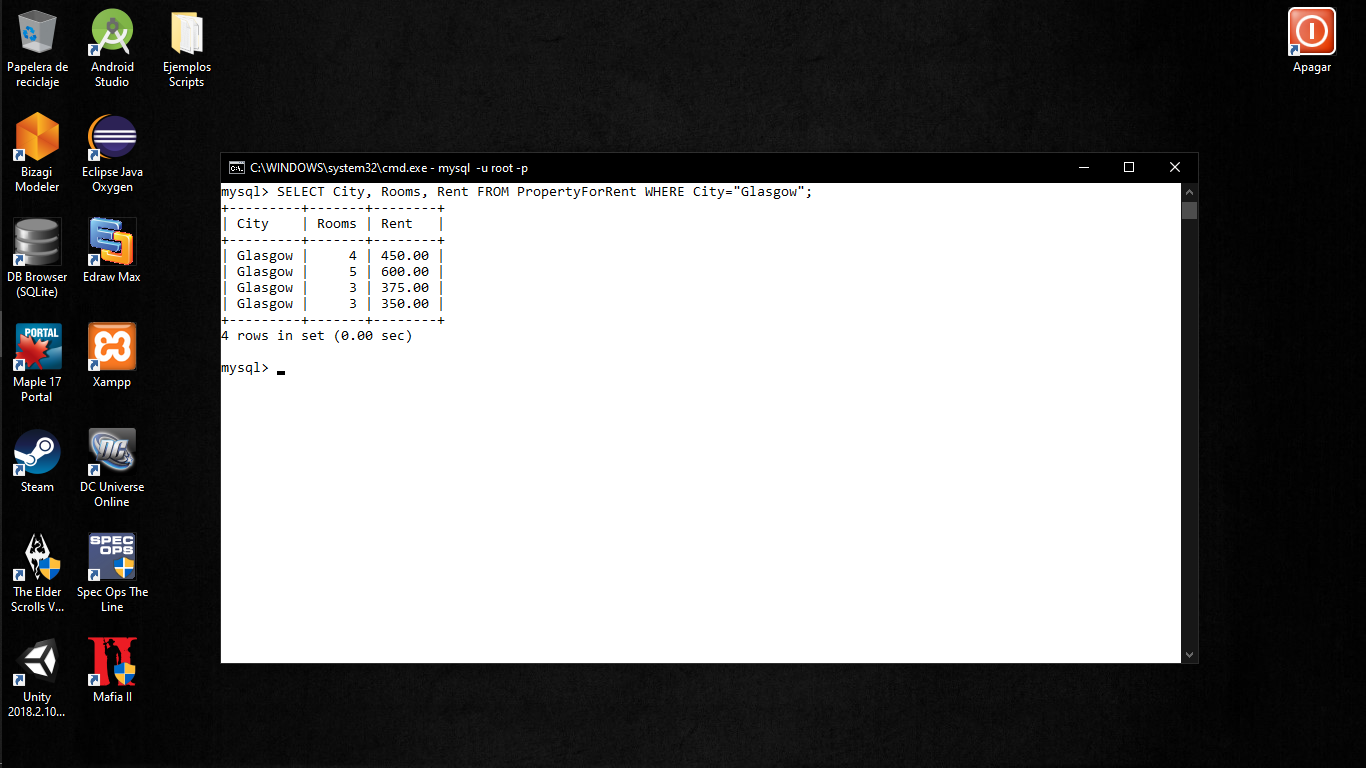 Papelera de
reciclaje
Android
Studio
Ejemplos
Scripts
Apagar
Bizagi
Modeler
Eclipse Java
Oxygen
DB Browser
(SQLite)
Edraw Max
PORTAL
Maple 17
Portal
Xampp
Steam
DC
DC Universe
Online
The Elder
Scrolls V...
SPEC
OPS
Spec Ops The
Line
Unity
2018.2.10...
Mafia II
C:\WINDOWS\system32\cmd.exe - mysql  -u root -p
mysql> SELECT City, Rooms, Rent FROM PropertyForRent WHERE City="Glasgow";
+---------+-------+--------+
| City    | Rooms | Rent   |
+---------+-------+--------+
| Glasgow |     4 | 450.00 |
| Glasgow |     5 | 600.00 |
| Glasgow |     3 | 375.00 |
| Glasgow |     3 | 350.00 |
+---------+-------+--------+
4 rows in set (0.00 sec)
mysql> _